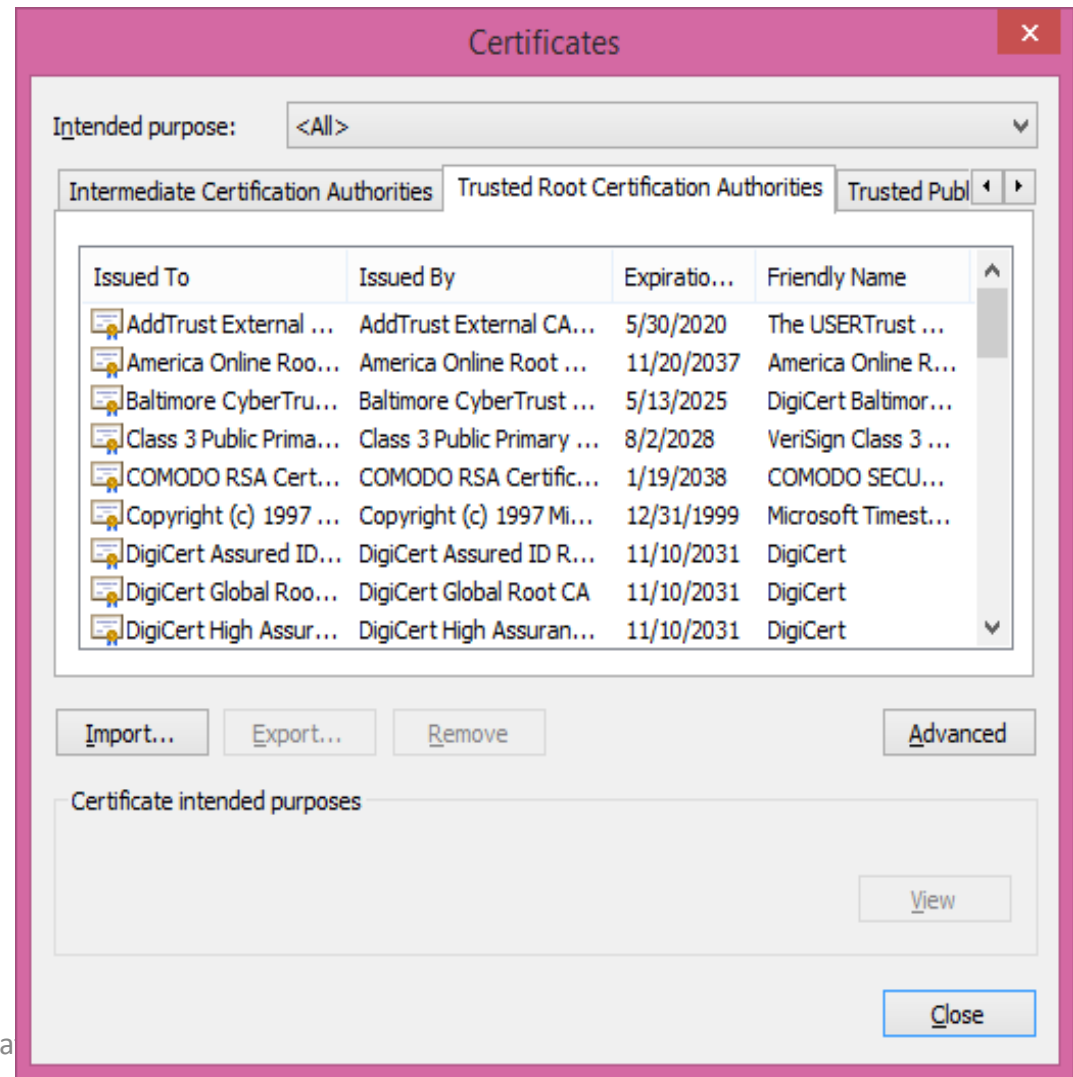 Certificates
Intended purpose: <All>
Intermediate Certification Authorities Trusted Root Certification Authorities Trusted Publ
Issued To Issued By Expiratio... Friendly Name
AddTrust External ... AddTrust External CA... 5/30/2020 The USERTrust ...
America Online Roo... America Online Root ... 11/20/2037 America Online R...
Baltimore CyberTru... Baltimore CyberTrust ... 5/13/2025 DigiCert Baltimor...
Class 3 Public Prima... Class 3 Public Primary ... 8/2/2028 VeriSign Class 3 ...
COMODO RSA Cert... COMODO RSA Certific... 1/19/2038 COMODO SECU...
Copyright (c) 1997 ... Copyright (c) 1997 Mi... 12/31/1999 Microsoft Timest...
DigiCert Assured ID... DigiCert Assured ID R... 11/10/2031 DigiCert
DigiCert Global Roo... DigiCert Global Root CA 11/10/2031 DigiCert
DigiCert High Assur... DigiCert High Assuran... 11/10/2031 DigiCert
Import... Export... Remove Advanced
Certificate intended purposes
View
Close